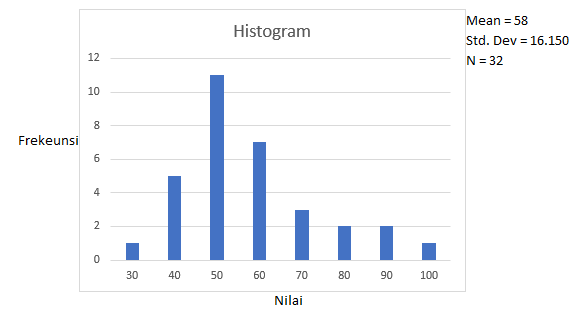 Histogram
Mean = 58
Std. Dev = 16.150
N = 32
12
10
8
6
4
2
0
Frekeunsi
30 40 50 60 70 80 90 100
Nilai